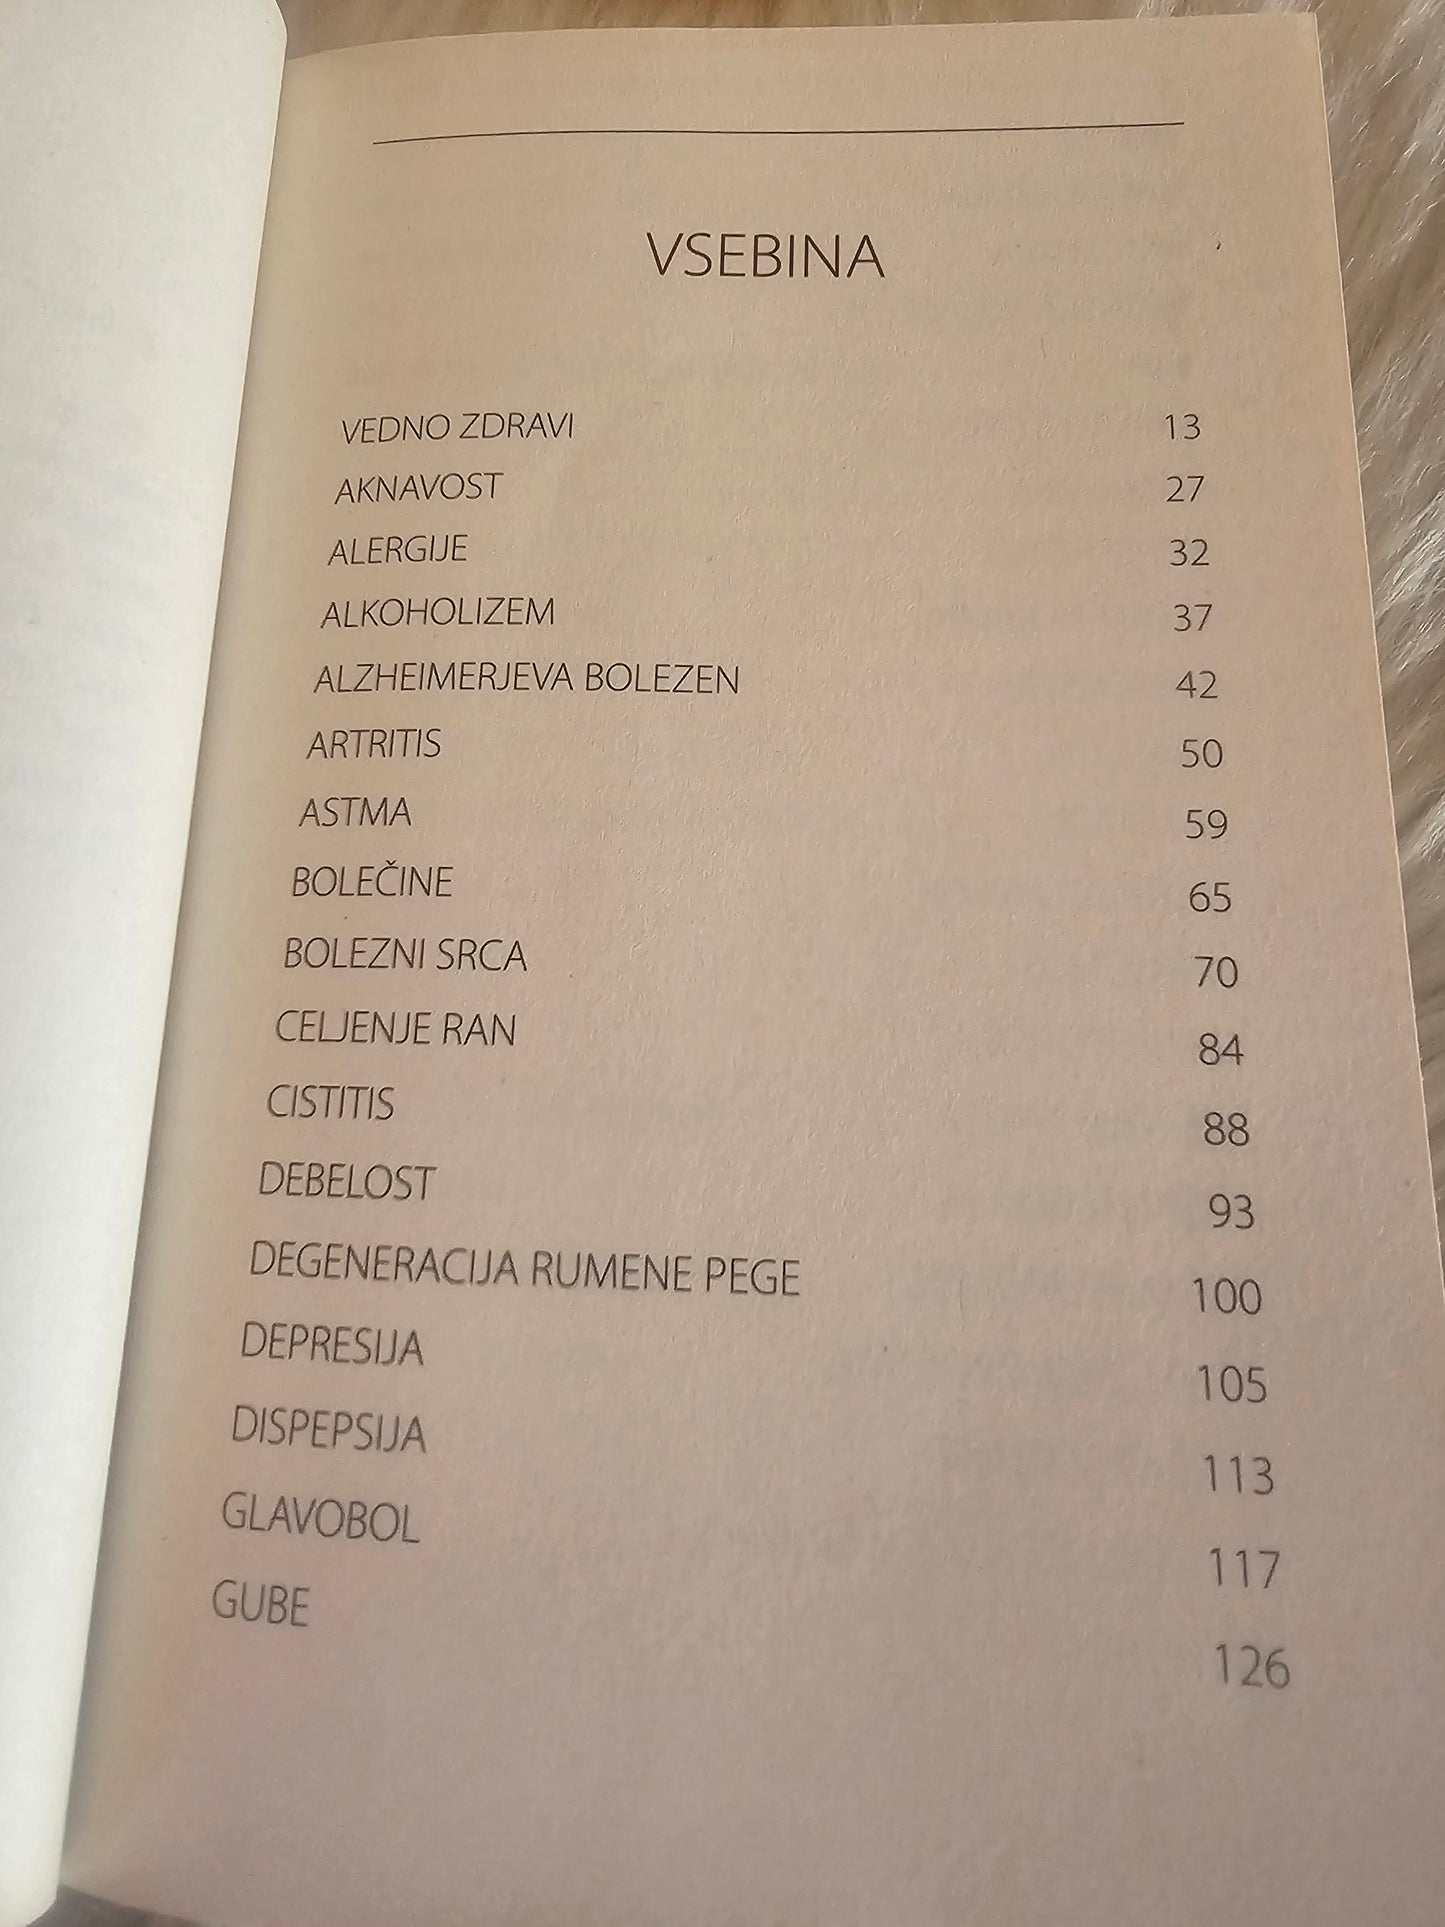 VSEBINA
VEDNO ZDRAVI 13
AKNAVOST 27
ALERGIJE 32
ALKOHOLIZEM 37
ALZHEIMERJEVA BOLEZEN 42
ARTRITIS 50
ASTMA 59
BOLEČINE 65
BOLEZNI SRCA 70
CELJENJE RAN 84
CISTITIS 88
DEBELOST 93
DEGENERACIJA RUMENE PEGE 100
DEPRESIJA 105
DISPEPSIJA 113
GLAVOBOL 117
GUBE 126